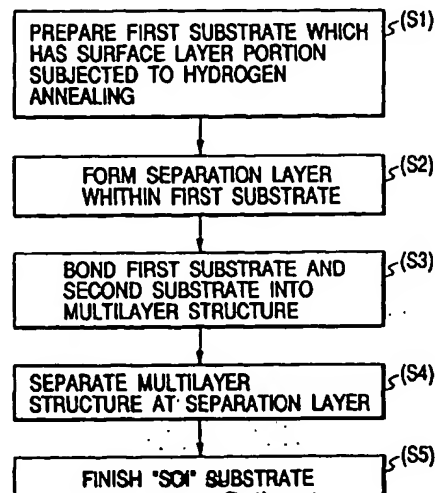 PREPARE FIRST SUBSTRATE WHICH
HAS SURFACE LAYER PORTION
SUBJECTED TO HYDROGEN
ANNEALING
(S1)
FORM SEPARATION LAYER
WHITHIN FIRST SUBSTRATE
(S2)
BOND FIRST SUBSTRATE AND
SECOND SUBSTRATE INTO
MULTILAYER STRUCTURE
(S3)
SEPARATE MULTILAYER
STRUCTURE AT SEPARATION LAYER
(S4)
FINISH "SOI" SUBSTRATE
(S5)